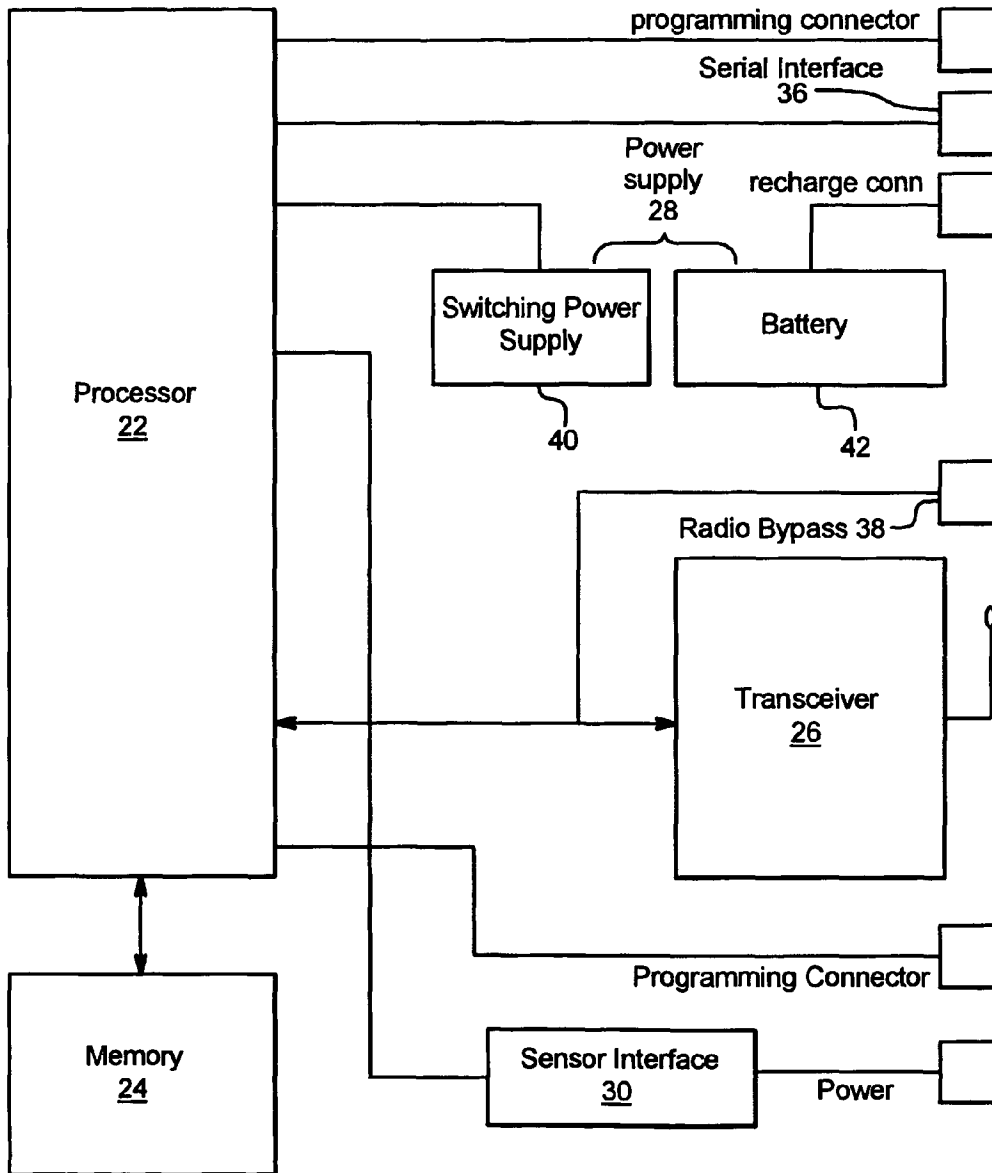 programming connector
Serial Interface
36
Power
supply
28
recharge conn
Switching Power
Supply
Battery
40
42
Processor
22
Radio Bypass 38
Transceiver
26
Programming Connector
Memory
24
Sensor Interface
30
Power